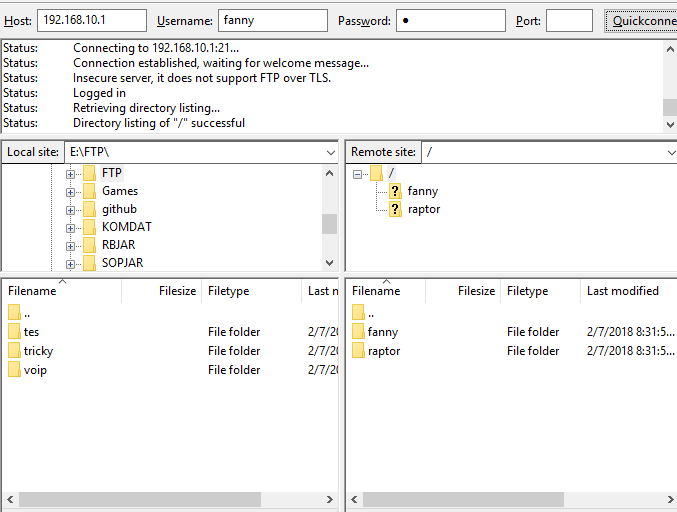 Host: 192.168.10.1 Username: fanny Password: ● Port: Quickconne
Status: Connecting to 192.168.10.1:21...
Status: Connection established, waiting for welcome message...
Status: Insecure server, it does not support FTP over TLS.
Status: Logged in
Status: Retrieving directory listing...
Status: Directory listing of "/" successful
Local site: E:\FTP\
FTP
Games
github
KOMDAT
RBJAR
SOPJAR
Remote site: /
/
? fanny
? raptor
Filename Filesize Filetype Last n
..
tes File folder 2/7/20
tricky File folder 2/7/20
voip File folder 2/7/20
Filename Filesize Filetype Last modified
..
fanny File folder 2/7/2018 8:31:5...
raptor File folder 2/7/2018 8:31:5...